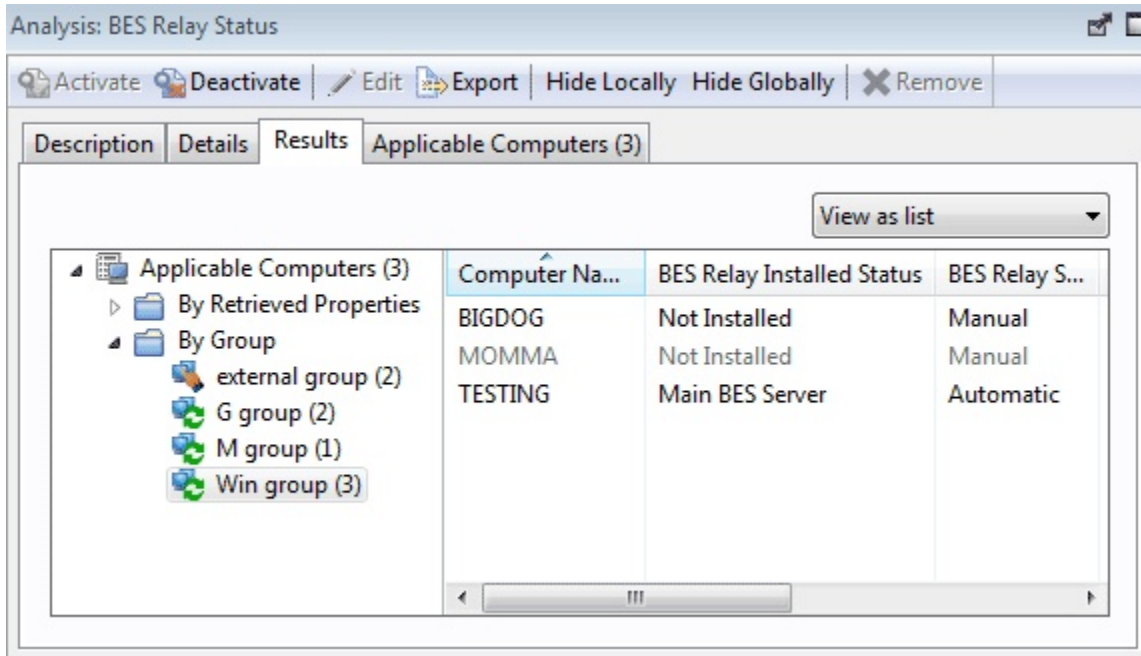 Analysis: BES Relay Status
Activate Deactivate Edit Export Hide Locally Hide Globally Remove
Description Details Results Applicable Computers (3)
View as list
Applicable Computers (3)
By Retrieved Properties
By Group
external group (2)
G group (2)
M group (1)
Win group (3)
Computer Na... BES Relay Installed Status BES Relay S...
BIGDOG Not Installed Manual
MOMMA Not Installed Manual
TESTING Main BES Server Automatic